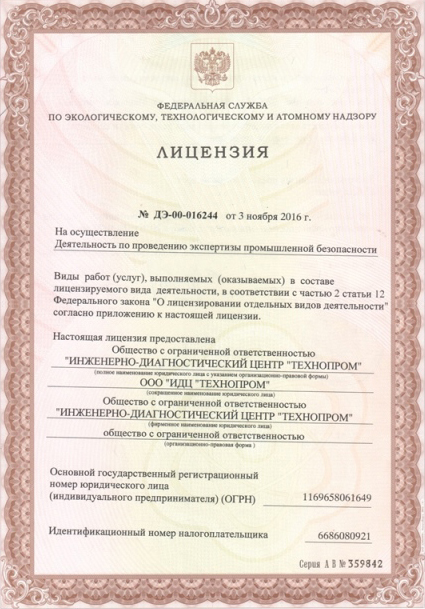 ФЕДЕРАЛЬНАЯ СЛУЖБА
ПО ЭКОЛОГИЧЕСКОМУ, ТЕХНОЛОГИЧЕСКОМУ И АТОМНОМУ НАДЗОРУ
ЛИЦЕНЗИЯ
№ ДЭ-00-016244 от 3 ноября 2016 г.
На осуществление
Деятельность по проведению экспертизы промышленной безопасности
Виды работ (услуг), выполняемых (оказываемых) в составе
лицензируемого вида деятельности, в соответствии с частью 2 статьи 12
Федерального закона "О лицензировании отдельных видов деятельности"
согласно приложению к настоящей лицензии.
Настоящая лицензия предоставлена
Общество с ограниченной ответственностью
"ИНЖЕНЕРНО-ДИАГНОСТИЧЕСКИЙ ЦЕНТР "ТЕХНОПРОМ"
(полное наименование юридического лица с указанием организационно-правовой формы)
ООО "ИДЦ "ТЕХНОПРОМ"
(сокращенное наименование юридического лица)
Общество с ограниченной ответственностью
"ИНЖЕНЕРНО-ДИАГНОСТИЧЕСКИЙ ЦЕНТР "ТЕХНОПРОМ"
(фирменное наименование юридического лица)
общество с ограниченной ответственностью
(организационно-правовая форма )
Основной государственный регистрационный
номер юридического лица
(индивидуального предпринимателя) (ОГРН) 1169658061649
Идентификационный номер налогоплательщика 6686080921
Серия А В № 359842